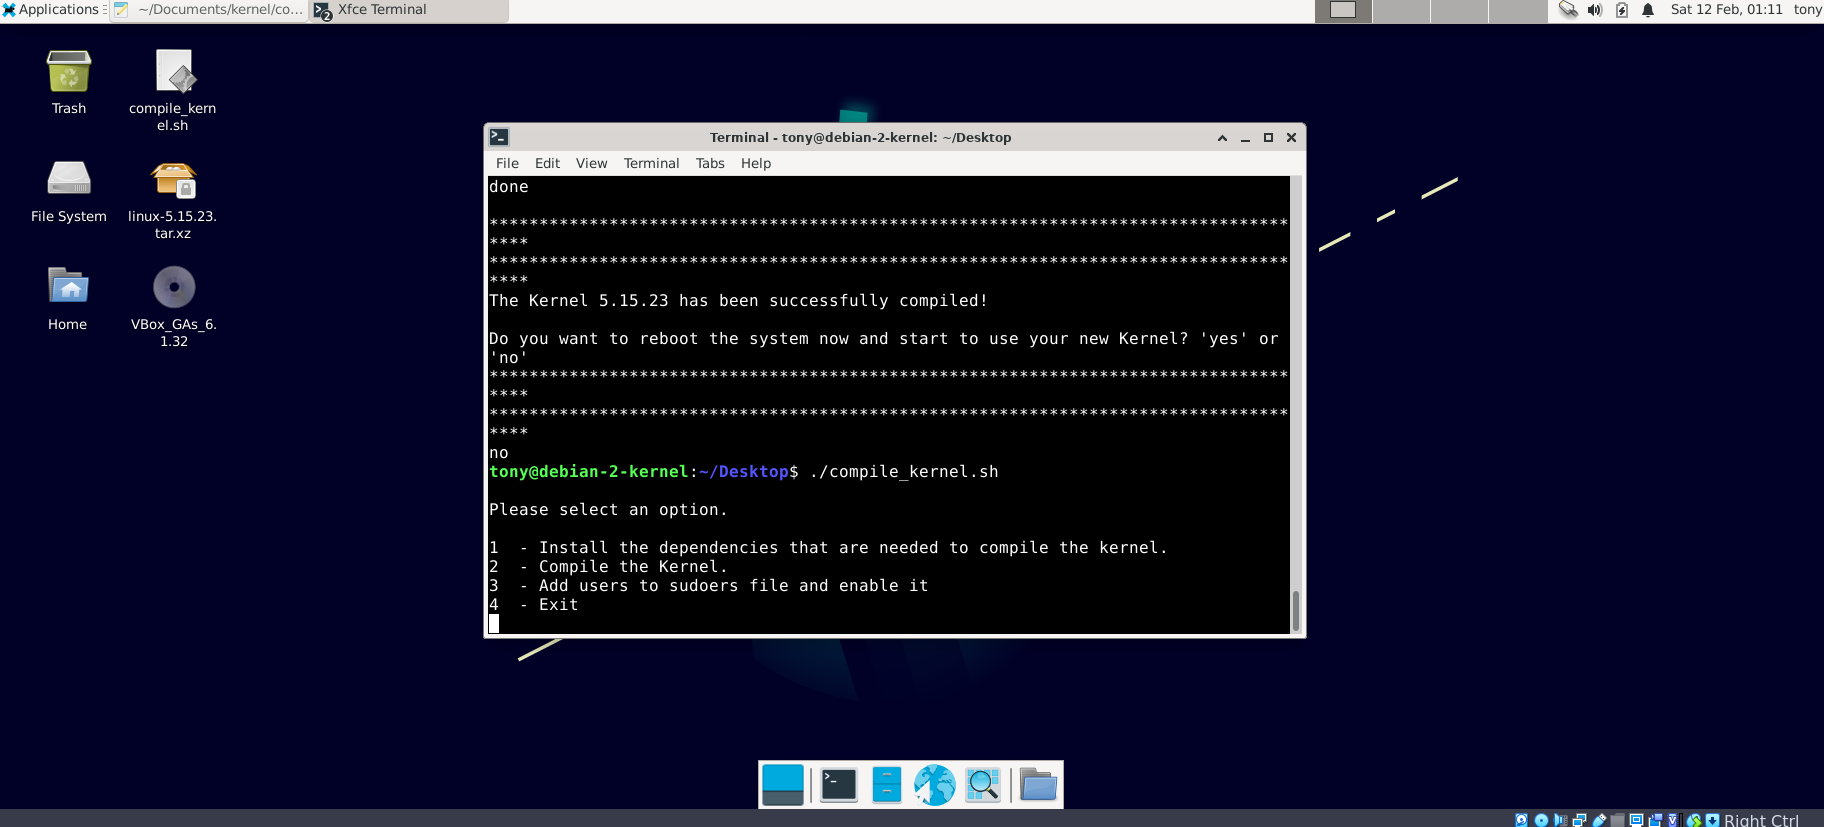 Applications
~/Documents/kernel/co...
Xfce Terminal
2
Sat 12 Feb, 01:11
tony
Trash
compile_kern
el.sh
File System
linux-5.15.23.
tar.xz
Home
VBox_GAs_6.
1.32
Terminal - tony@debian-2-kernel: ~/Desktop
File Edit View Terminal Tabs Help
done
********************************************************************************
****
********************************************************************************
****
The Kernel 5.15.23 has been successfully compiled!
Do you want to reboot the system now and start to use your new Kernel? 'yes' or
'no'
********************************************************************************
****
********************************************************************************
****
no
tony@debian-2-kernel:~/Desktop$ ./compile_kernel.sh
Please select an option.
1  - Install the dependencies that are needed to compile the kernel.
2  - Compile the Kernel.
3  - Add users to sudoers file and enable it
4  - Exit
Right Ctrl